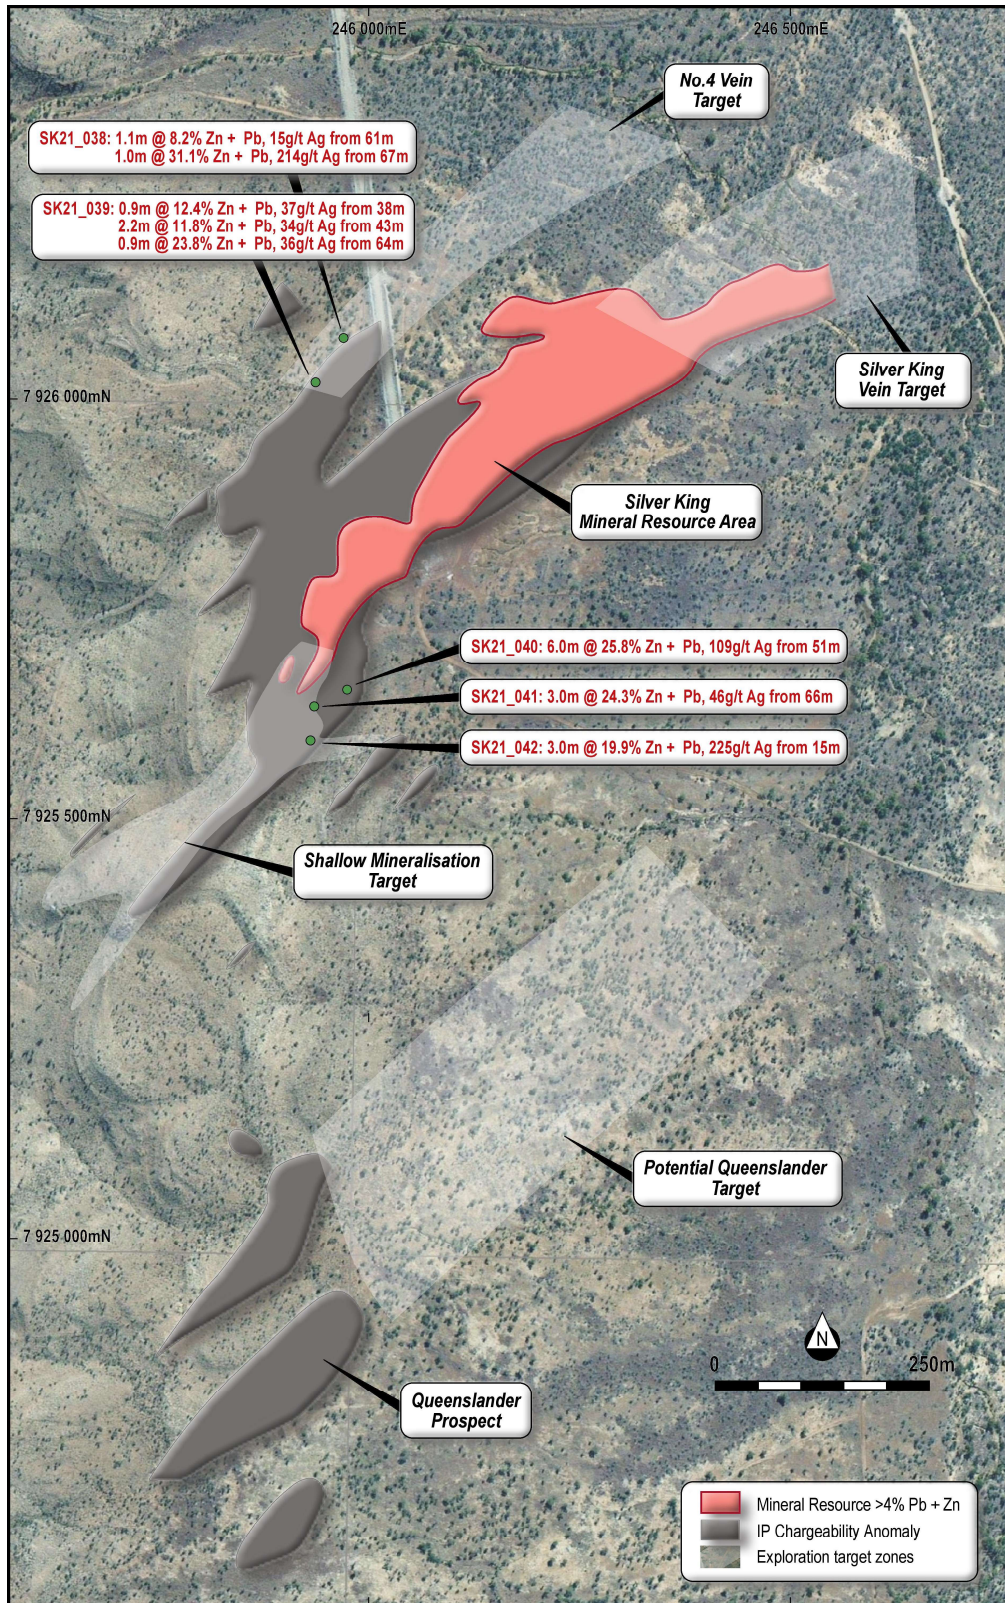 246 000mE
246 500mE
No.4 Vein
Target
SK21_038: 1.1m @ 8.2% Zn + Pb, 15g/t Ag from 61m
1.0m @ 31.1% Zn + Pb, 214g/t Ag from 67m
SK21_039: 0.9m @ 12.4% Zn + Pb, 37g/t Ag from 38m
2.2m @ 11.8% Zn + Pb, 34g/t Ag from 43m
0.9m @ 23.8% Zn + Pb, 36g/t Ag from 64m
Silver King
Vein Target
7 926 000mN
Silver King
Mineral Resource Area
SK21_040: 6.0m @ 25.8% Zn + Pb, 109g/t Ag from 51m
SK21_041: 3.0m @ 24.3% Zn + Pb, 46g/t Ag from 66m
SK21_042: 3.0m @ 19.9% Zn + Pb, 225g/t Ag from 15m
7 925 500mN
Shallow Mineralisation
Target
Potential Queenslander
Target
7 925 000mN
N
0
250m
Queenslander
Prospect
Mineral Resource >4% Pb + Zn
IP Chargeability Anomaly
Exploration target zones